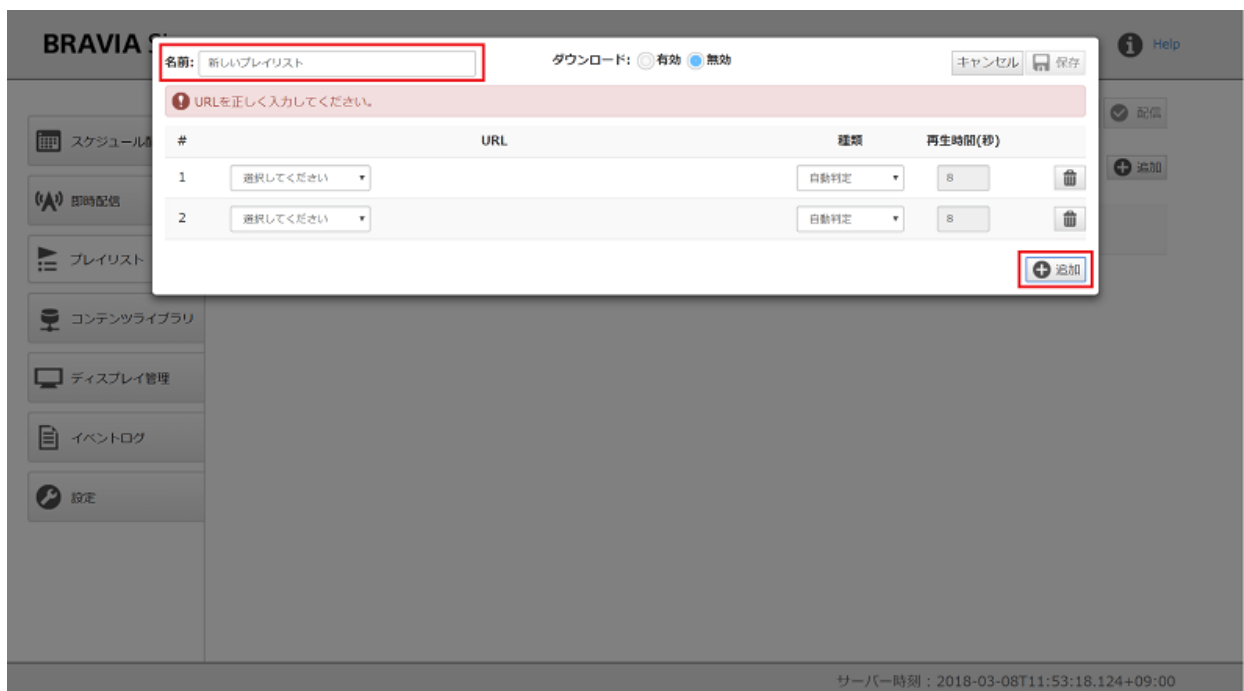 BRAVIA
Help
名前: 新しいプレイリスト
ダウンロード: 有効 無効
キャンセル 保存
URLを正しく入力してください。
配信
# URL 種類 再生時間(秒)
スケジュール
1 選択してください 自動判定 8
追加
即時配信
2 選択してください 自動判定 8
プレイリスト
追加
コンテンツライブラリ
ディスプレイ管理
イベントログ
設定
サーバー時刻 : 2018-03-08T11:53:18.124+09:00